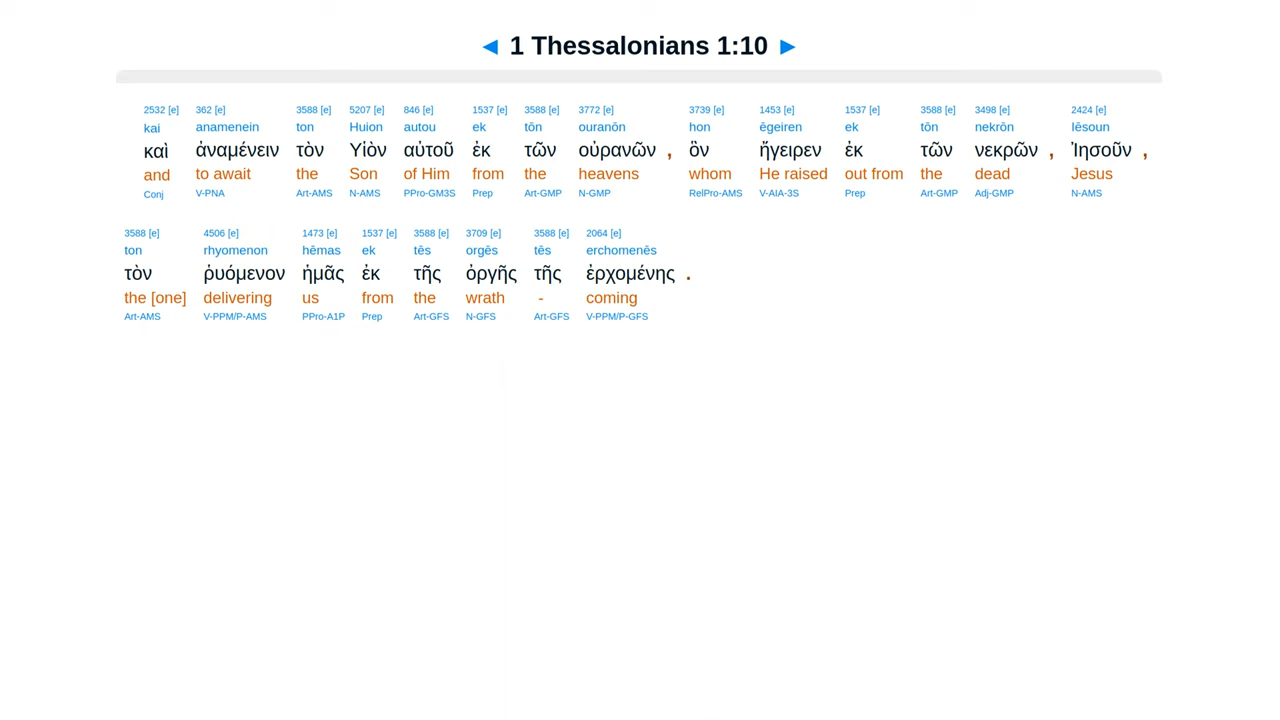 ◄ 1 Thessalonians 1:10 ►
2532 [e] 362 [e] 3588 [e] 5207 [e] 846 [e] 1537 [e] 3588 [e] 3772 [e] 3739 [e] 1453 [e] 1537 [e] 3588 [e] 3498 [e] 2424 [e]
kai anamenein ton Huion autou ek tōn ouranōn hon ēgeiren ek tōn nekrōn Iēsoun
καὶ ἀναμένειν τὸν Υἱὸν αὐτοῦ ἐκ τῶν οὐρανῶν , ὃν ἤγειρεν ἐκ τῶν νεκρῶν , Ἰησοῦν ,
and to await the Son of Him from the heavens whom He raised out from the dead Jesus
Conj V-PNA Art-AMS N-AMS PPro-GM3S Prep Art-GMP N-GMP RelPro-AMS V-AIA-3S Prep Art-GMP Adj-GMP N-AMS
3588 [e] 4506 [e] 1473 [e] 1537 [e] 3588 [e] 3709 [e] 3588 [e] 2064 [e]
ton rhyomenon hēmas ek tēs orgēs tēs erchomenēs
τὸν ῥυόμενον ἡμᾶς ἐκ τῆς ὀργῆς τῆς ἐρχομένης .
the [one] delivering us from the wrath - coming
Art-AMS V-PPM/P-AMS PPro-A1P Prep Art-GFS N-GFS Art-GFS V-PPM/P-GFS